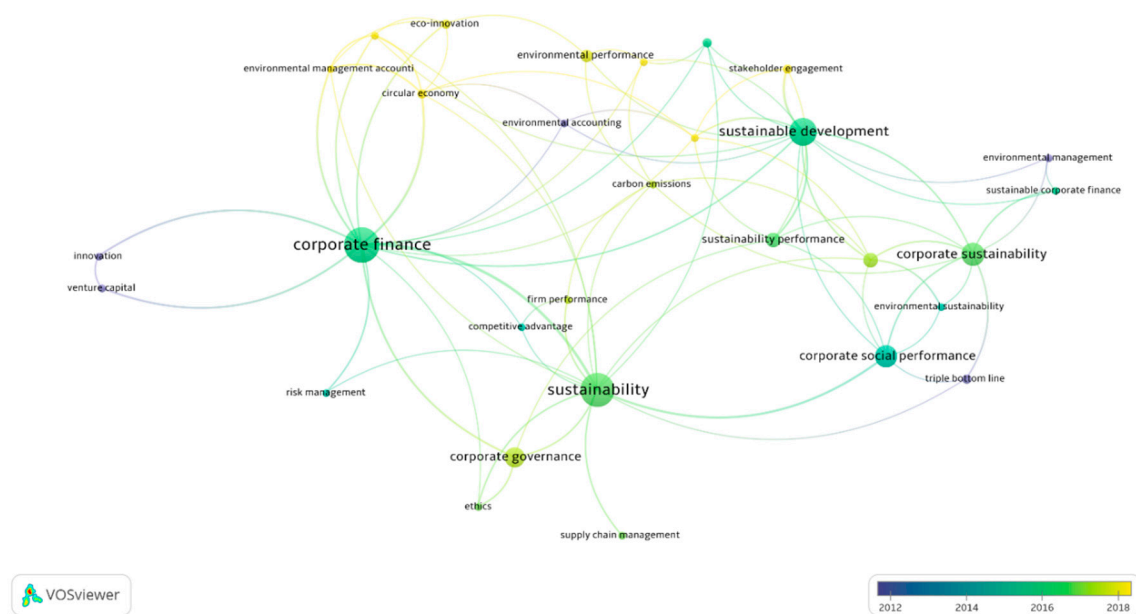 eco-innovation
environmental performance
environmental management accounti
stakeholder engagement
circular economy
environmental accounting
sustainable development
environmental management
carbon emissions
sustainable corporate finance
sustainability performance
corporate finance
corporate sustainability
innovation
venture capital
firm performance
environmental sustainability
competitive advantage
corporate social performance
triple bottom line
risk management
sustainability
corporate governance
ethics
supply chain management
VOSviewer
2012 2014 2016 2018